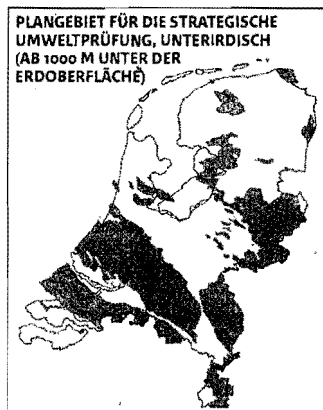 PLANGEBIET FÜR DIE STRATEGISCHE
UMWELTPRÜFUNG, UNTERIRDISCH
(AB 1000 M UNTER DER
ERDOBERFLÄCHE)